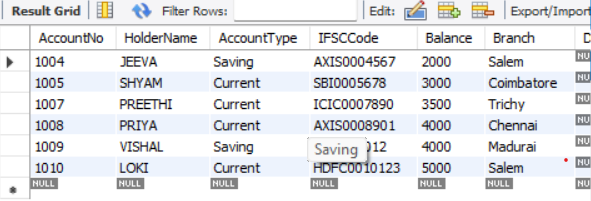 Result Grid Filter Rows: Edit: Export/Import
AccountNo HolderName AccountType IFSCCode Balance Branch D
1004 JEEVA Saving AXIS0004567 2000 Salem NU
1005 SHYAM Current SBI0005678 3000 Coimbatore NU
1007 PREETHI Current ICIC0007890 3500 Trichy NU
1008 PRIYA Current AXIS0008901 4000 Chennai NU
1009 VISHAL Saving Saving 012 4000 Madurai NU
1010 LOKI Current HDFC0010123 5000 Salem NU
NULL NULL NULL NULL NULL NULL NU